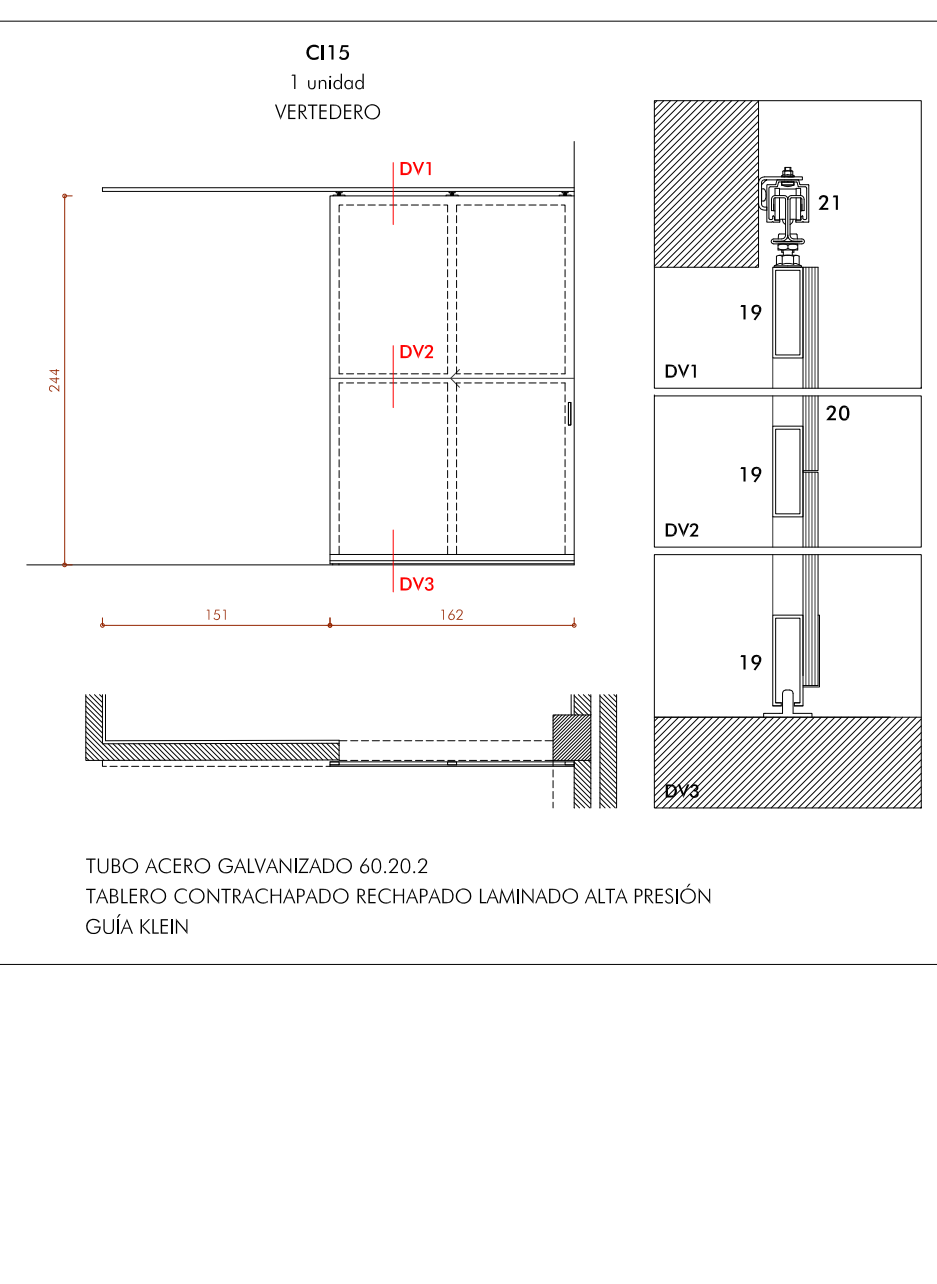 CI15
1 unidad
VERTEDERO
DV1
DV2
DV3
244
151
162
21
19
DV1
20
19
DV2
19
DV3
TUBO ACERO GALVANIZADO 60.20.2
TABLERO CONTRACHAPADO RECHAPADO LAMINADO ALTA PRESIÓN
GUÍA KLEIN